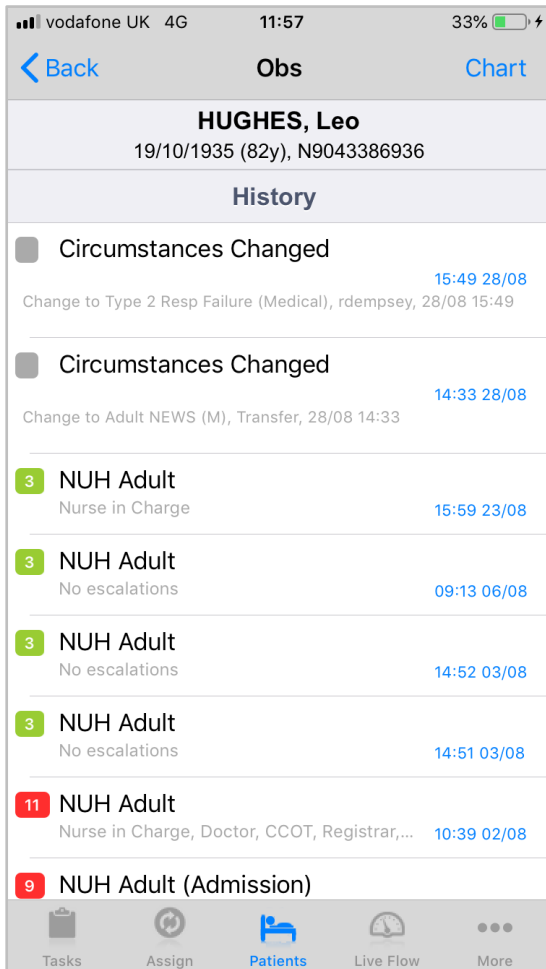 vodafone UK 4G 11:57 33%
Back Obs Chart
HUGHES, Leo
19/10/1935 (82y), N9043386936
History
Circumstances Changed
15:49 28/08
Change to Type 2 Resp Failure (Medical), rdempsey, 28/08 15:49
Circumstances Changed
14:33 28/08
Change to Adult NEWS (M), Transfer, 28/08 14:33
3 NUH Adult
Nurse in Charge 15:59 23/08
3 NUH Adult
No escalations 09:13 06/08
3 NUH Adult
No escalations 14:52 03/08
3 NUH Adult
No escalations 14:51 03/08
11 NUH Adult
Nurse in Charge, Doctor, CCOT, Registrar,... 10:39 02/08
9 NUH Adult (Admission)
Tasks Assign Patients Live Flow More